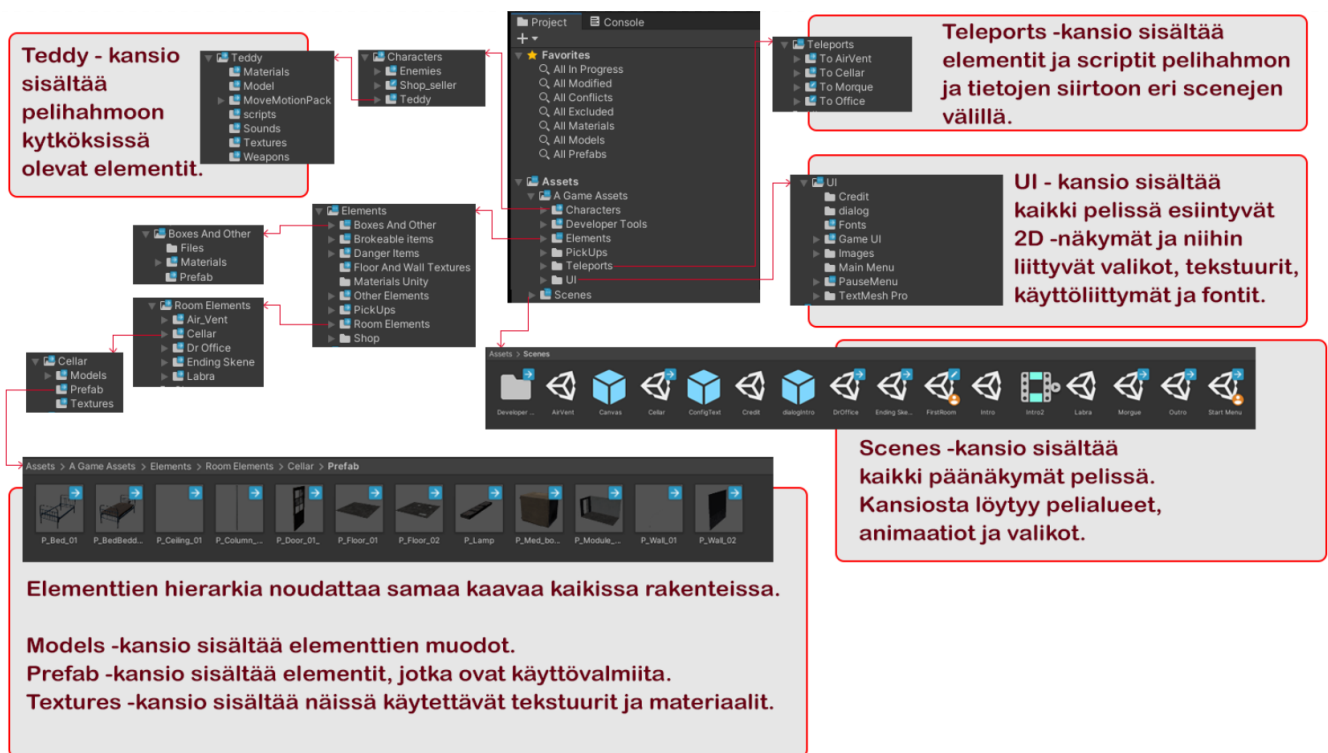 Teddy - kansio
sisältää
pelihahmoon
kytköksissä
olevat elementit.
Teddy
Materials
Model
MoveMotionPack
scripts
Sounds
Textures
Weapons
Characters
Enemies
Shop_seller
Teddy
Project
Console
Favorites
All In Progress
All Modified
All Conflicts
All Excluded
All Materials
All Models
All Prefabs
Assets
A Game Assets
Characters
Developer Tools
Elements
PickUps
Teleports
UI
Scenes
Teleports
To AirVent
To Cellar
To Morque
To Office
Teleports -kansio sisältää
elementit ja scriptit pelihahmon
ja tietojen siirtoon eri scenejen
välillä.
UI
Credit
dialog
Fonts
Game UI
Images
Main Menu
PauseMenu
TextMesh Pro
UI - kansio sisältää
kaikki pelissä esiintyvät
2D -näkymät ja niihin
liittyvät valikot, tekstuurit,
käyttöliittymät ja fontit.
Elements
Boxes And Other
Brokeable items
Danger Items
Floor And Wall Textures
Materials Unity
Other Elements
PickUps
Room Elements
Shop
Boxes And Other
Files
Materials
Prefab
Room Elements
Air_Vent
Cellar
Dr Office
Ending Skene
Labra
Cellar
Models
Prefab
Textures
Assets > Scenes
Developer ... AirVent Canvas Cellar ConfigText Credit dialogIntro DrOffice Ending Ske... FirstRoom Intro Intro2 Labra Morgue Outro Start Menu
Scenes -kansio sisältää
kaikki päänäkymät pelissä.
Kansiosta löytyy pelialueet,
animaatiot ja valikot.
Assets > A Game Assets > Elements > Room Elements > Cellar > Prefab
P_Bed_01 P_BedBedd... P_Ceiling_01 P_Column_... P_Door_01_ P_Floor_01 P_Floor_02 P_Lamp P_Med_bo... P_Module_... P_Wall_01 P_Wall_02
Elementtien hierarkia noudattaa samaa kaavaa kaikissa rakenteissa.
Models -kansio sisältää elementtien muodot.
Prefab -kansio sisältää elementit, jotka ovat käyttövalmiita.
Textures -kansio sisältää näissä käytettävät tekstuurit ja materiaalit.